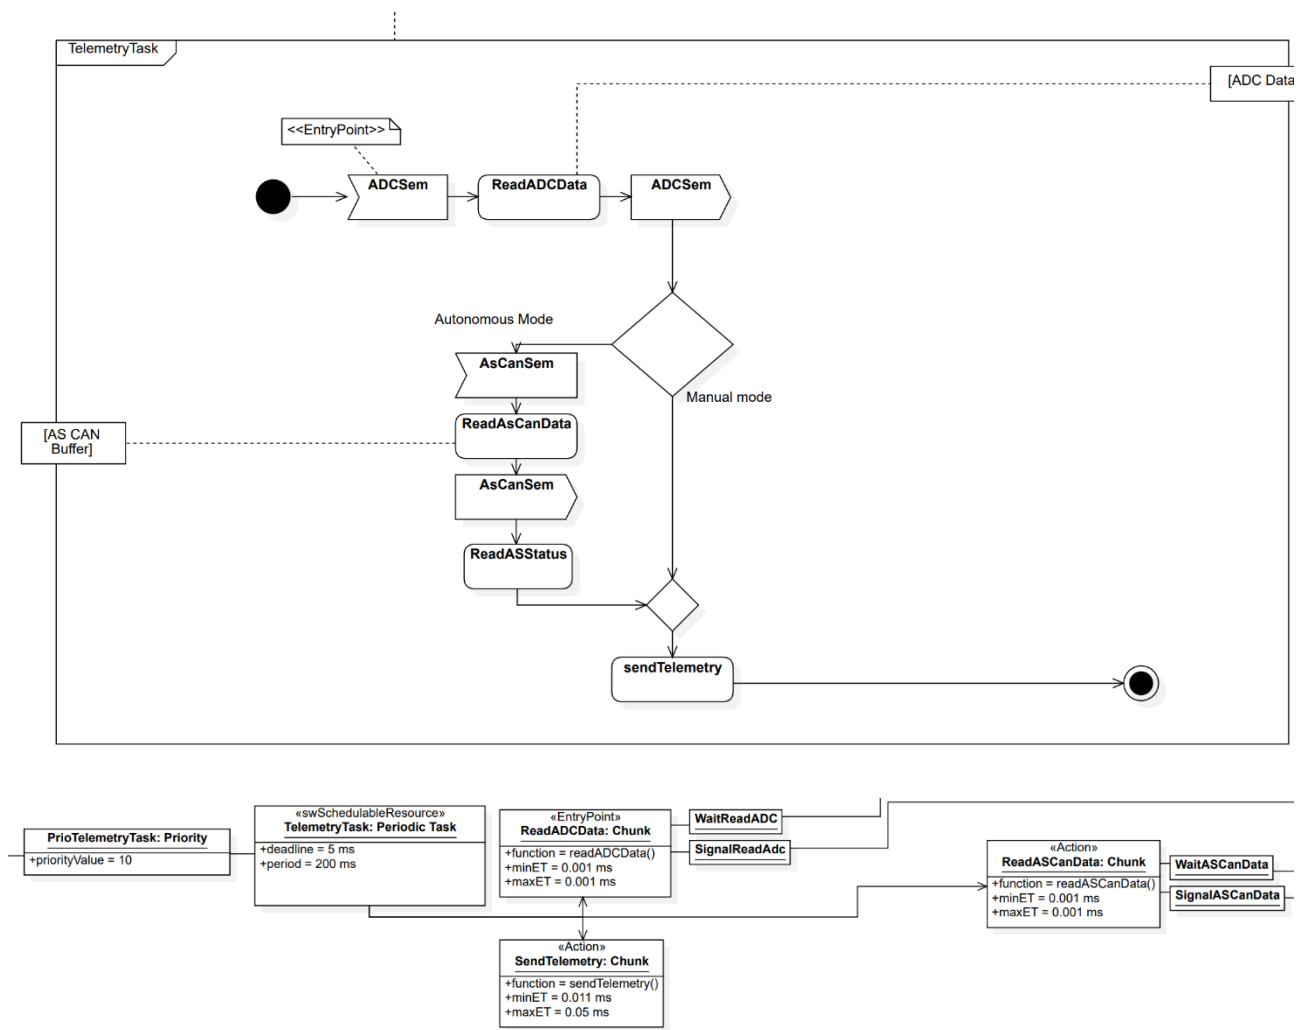 TelemetryTask
[ADC Data
<<EntryPoint>>
ADCSem
ReadADCData
ADCSem
Autonomous Mode
AsCanSem
Manual mode
ReadAsCanData
[AS CAN
Buffer]
AsCanSem
ReadASStatus
sendTelemetry
PrioTelemetryTask: Priority
+priorityValue = 10
«swSchedulableResource»
TelemetryTask: Periodic Task
+deadline = 5 ms
+period = 200 ms
«EntryPoint»
ReadADCData: Chunk
+function = readADCData()
+minET = 0.001 ms
+maxET = 0.001 ms
WaitReadADC
SignalReadAdc
«Action»
ReadASCanData: Chunk
+function = readASCanData()
+minET = 0.001 ms
+maxET = 0.001 ms
WaitASCanData
SignalASCanData
«Action»
SendTelemetry: Chunk
+function = sendTelemetry()
+minET = 0.011 ms
+maxET = 0.05 ms